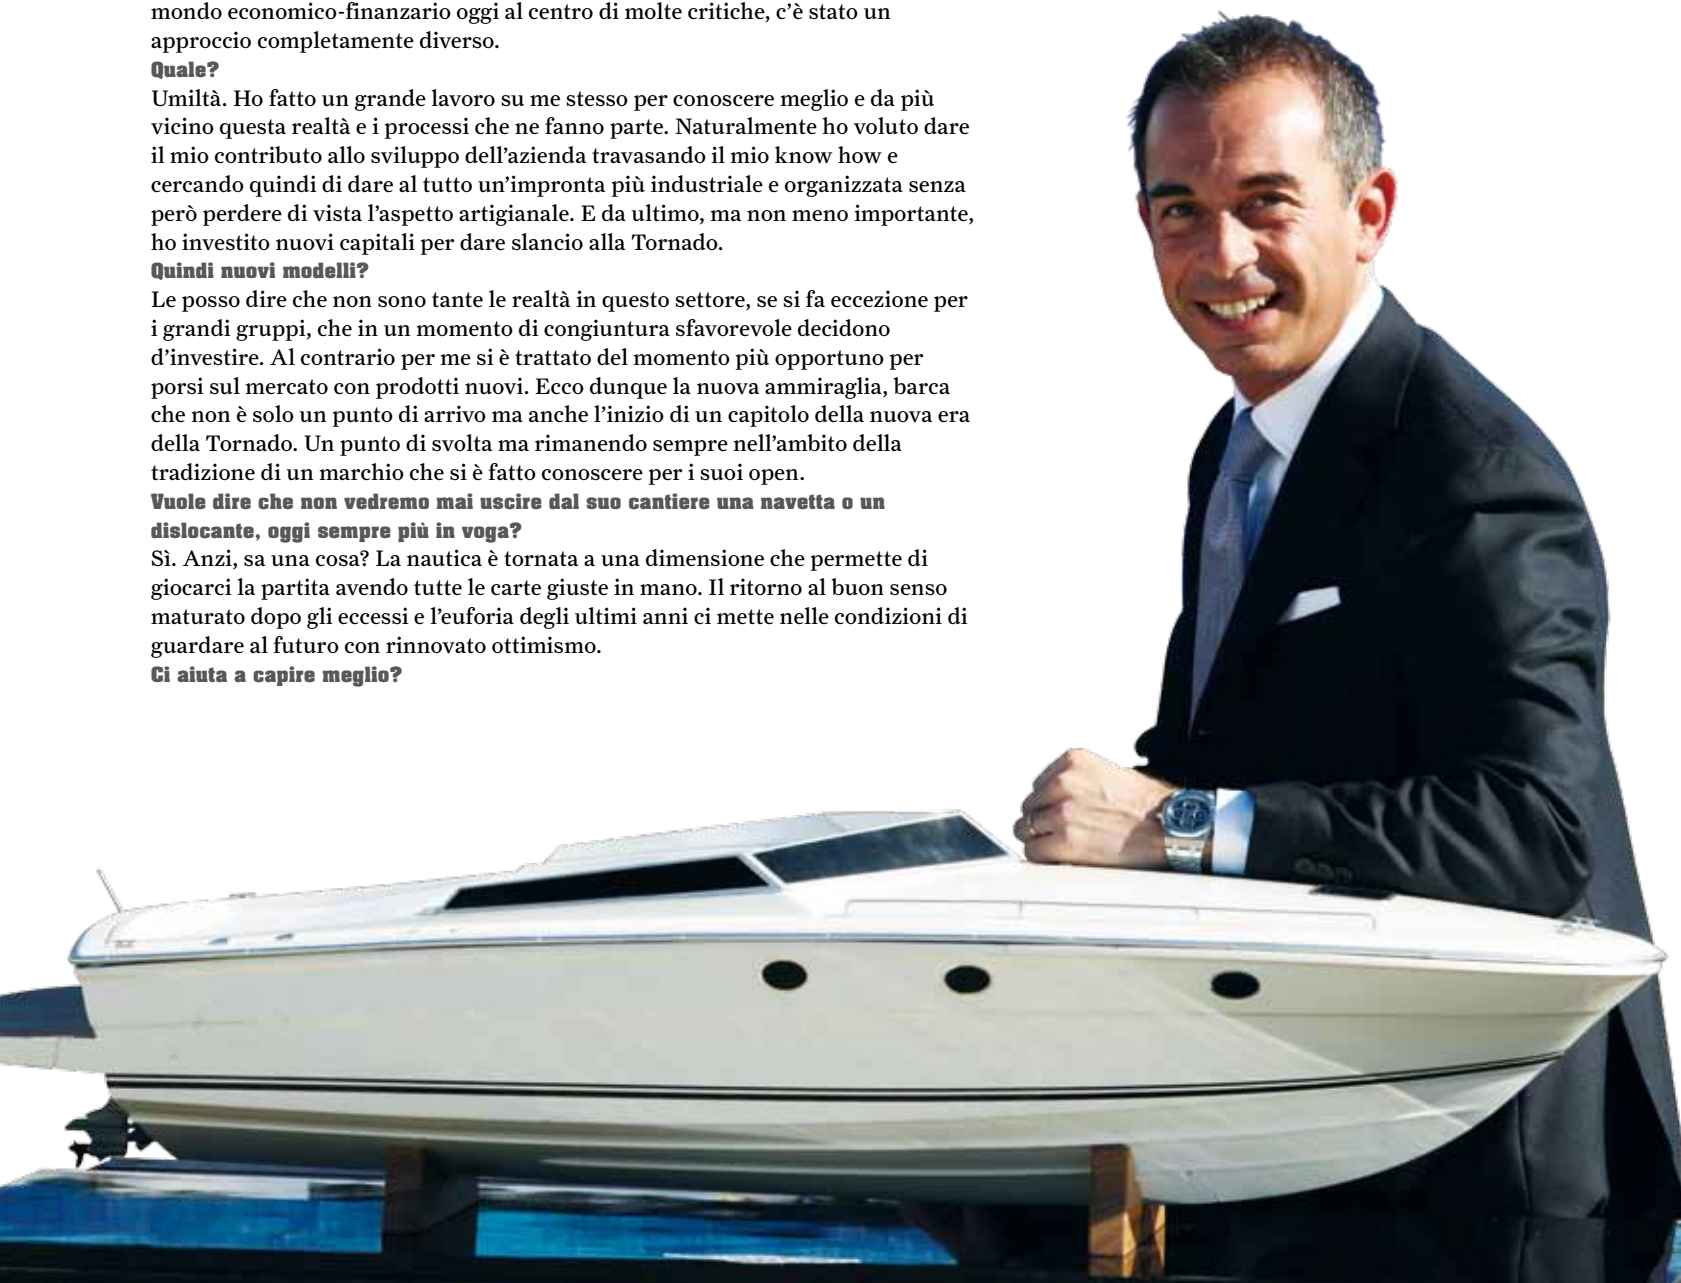 mondo economico-finanzario oggi al centro di molte critiche, c’è stato un
approccio completamente diverso.
Quale?
Umiltà. Ho fatto un grande lavoro su me stesso per conoscere meglio e da più
vicino questa realtà e i processi che ne fanno parte. Naturalmente ho voluto dare
il mio contributo allo sviluppo dell’azienda travasando il mio know how e
cercando quindi di dare al tutto un’impronta più industriale e organizzata senza
però perdere di vista l’aspetto artigianale. E da ultimo, ma non meno importante,
ho investito nuovi capitali per dare slancio alla Tornado.
Quindi nuovi modelli?
Le posso dire che non sono tante le realtà in questo settore, se si fa eccezione per
i grandi gruppi, che in un momento di congiuntura sfavorevole decidono
d’investire. Al contrario per me si è trattato del momento più opportuno per
porsi sul mercato con prodotti nuovi. Ecco dunque la nuova ammiraglia, barca
che non è solo un punto di arrivo ma anche l’inizio di un capitolo della nuova era
della Tornado. Un punto di svolta ma rimanendo sempre nell’ambito della
tradizione di un marchio che si è fatto conoscere per i suoi open.
Vuole dire che non vedremo mai uscire dal suo cantiere una navetta o un
dislocante, oggi sempre più in voga?
Sì. Anzi, sa una cosa? La nautica è tornata a una dimensione che permette di
giocarci la partita avendo tutte le carte giuste in mano. Il ritorno al buon senso
maturato dopo gli eccessi e l’euforia degli ultimi anni ci mette nelle condizioni di
guardare al futuro con rinnovato ottimismo.
Ci aiuta a capire meglio?